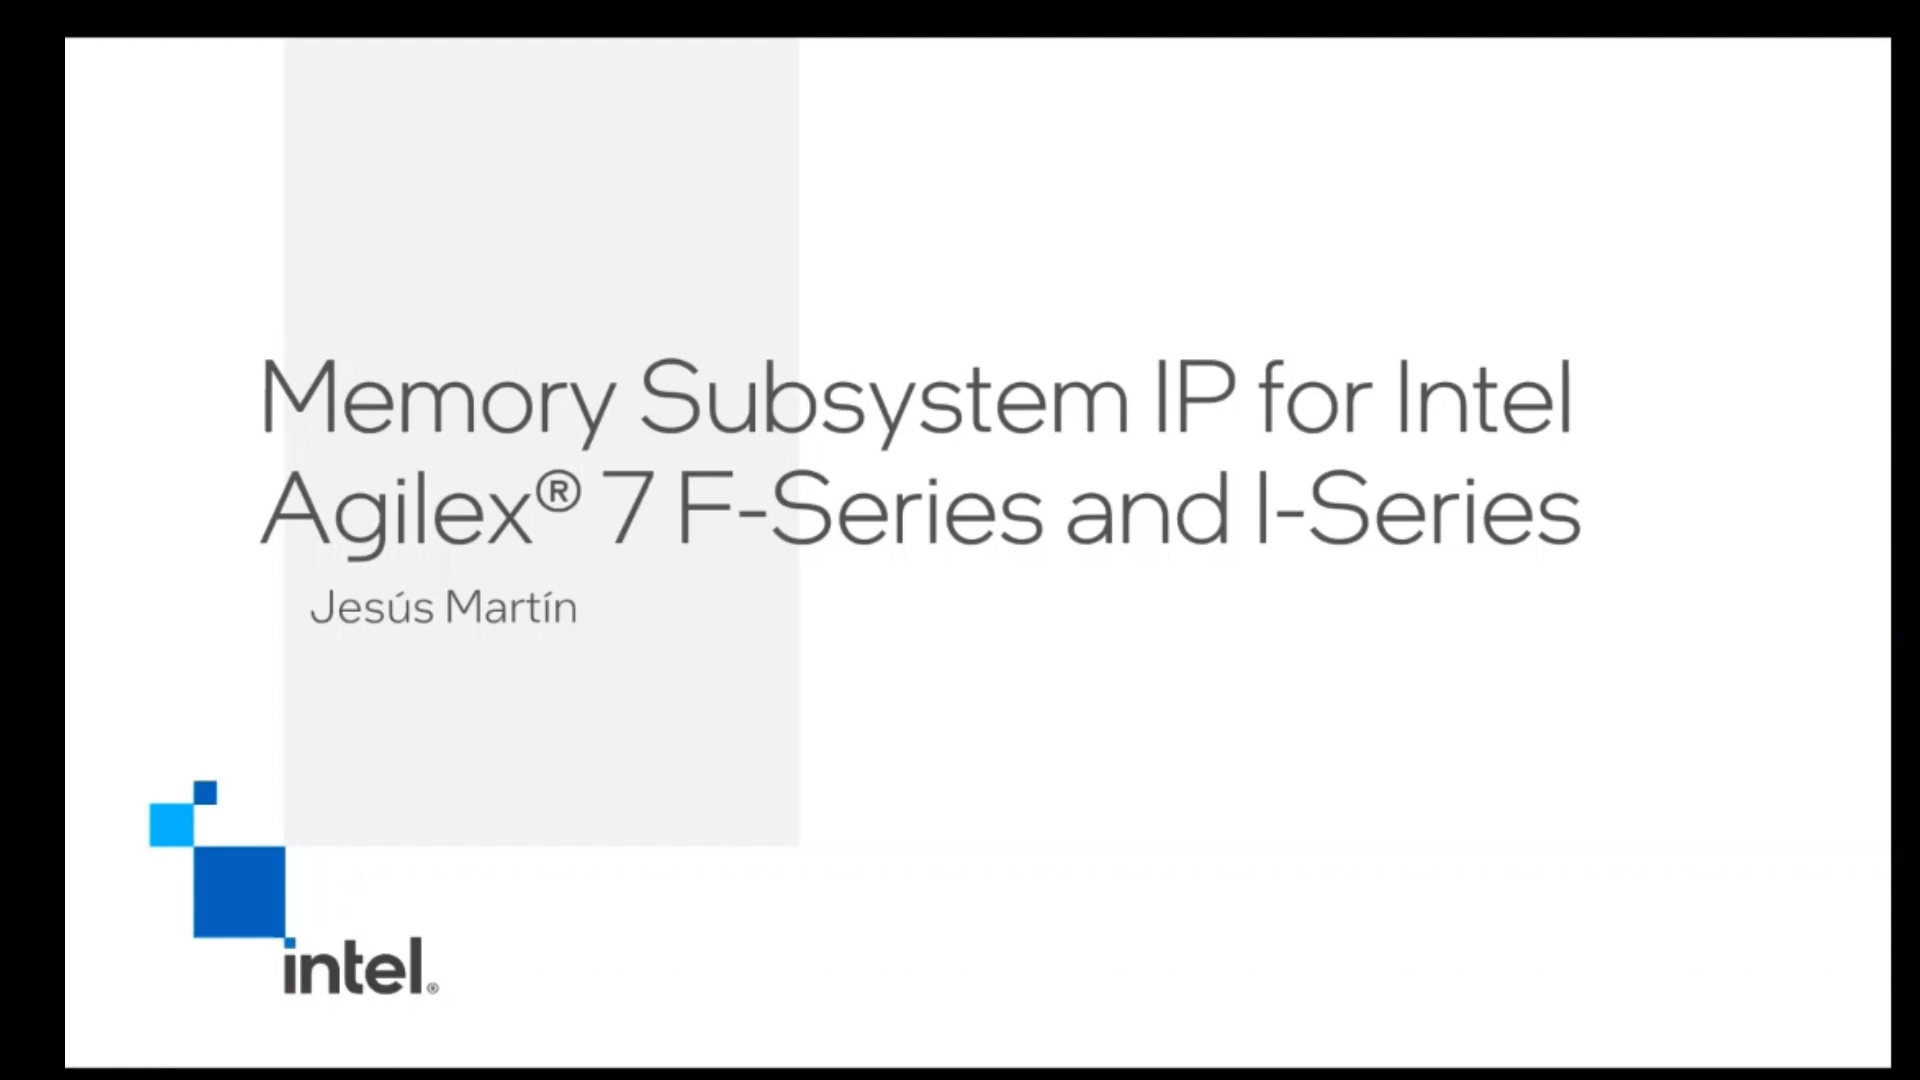 Memory Subsystem IP for Intel
Agilex® 7 F-Series and I-Series
Jesús Martín
intel®